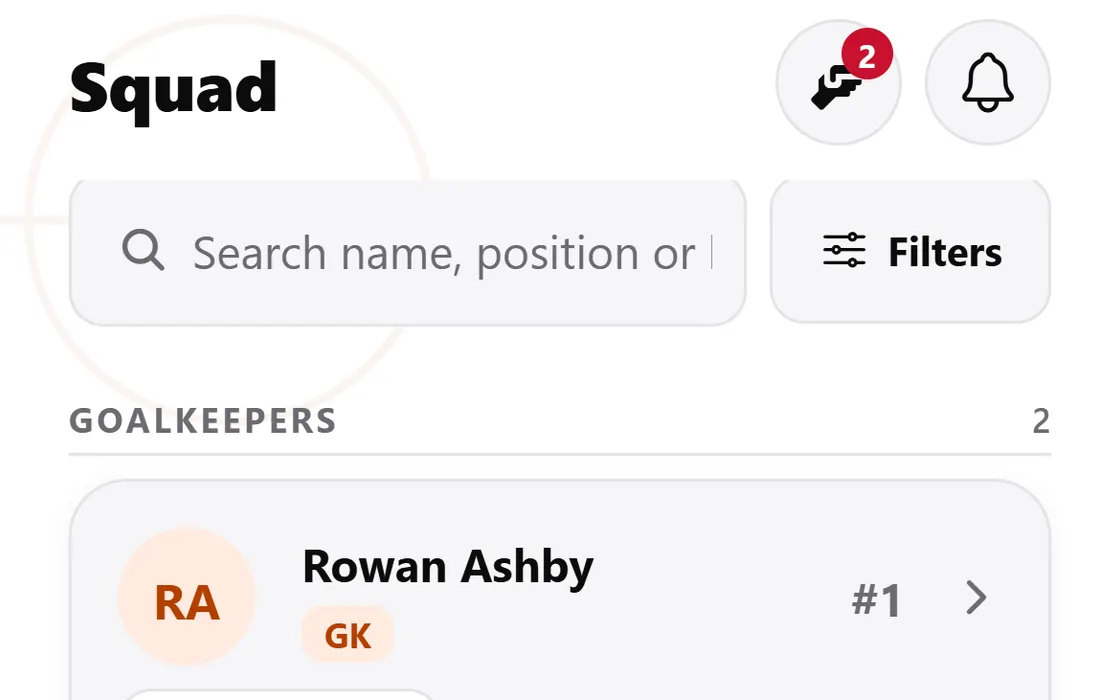 Squad
2
Search name, position or
Filters
GOALKEEPERS
2
RA
Rowan Ashby
GK
#1